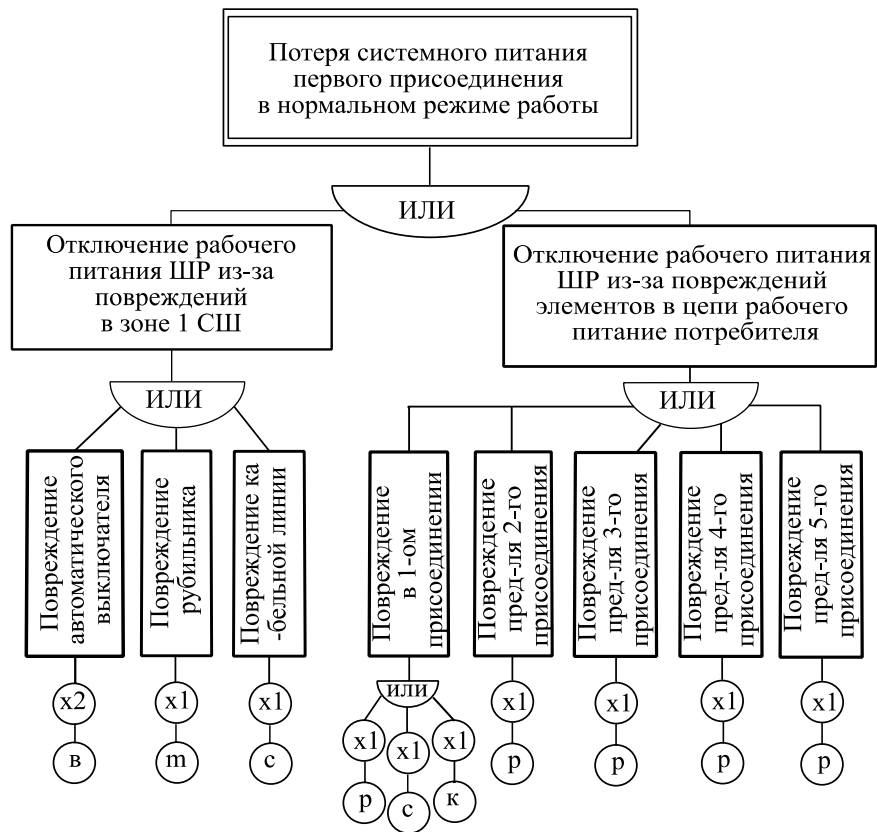 Потеря системного питания
первого присоединения
в нормальном режиме работы
ИЛИ
Отключение рабочего
питания ШР из-за
повреждений
в зоне 1 СШ
Отключение рабочего питания
ШР из-за повреждений
элементов в цепи рабочего
питание потребителя
ИЛИ
ИЛИ
Повреждение
автоматического
выключателя
Повреждение
рубильника
Повреждение ка
-бельной линии
Повреждение
в 1-ом
присоединении
Повреждение
пред-ля 2-го
присоединения
Повреждение
пред-ля 3-го
присоединения
Повреждение
пред-ля 4-го
присоединения
Повреждение
пред-ля 5-го
присоединения
x2
x1
x1
или
x1
x1
x1
x1
x1
x1
x1
в
m
с
р
с
к
р
р
р
р